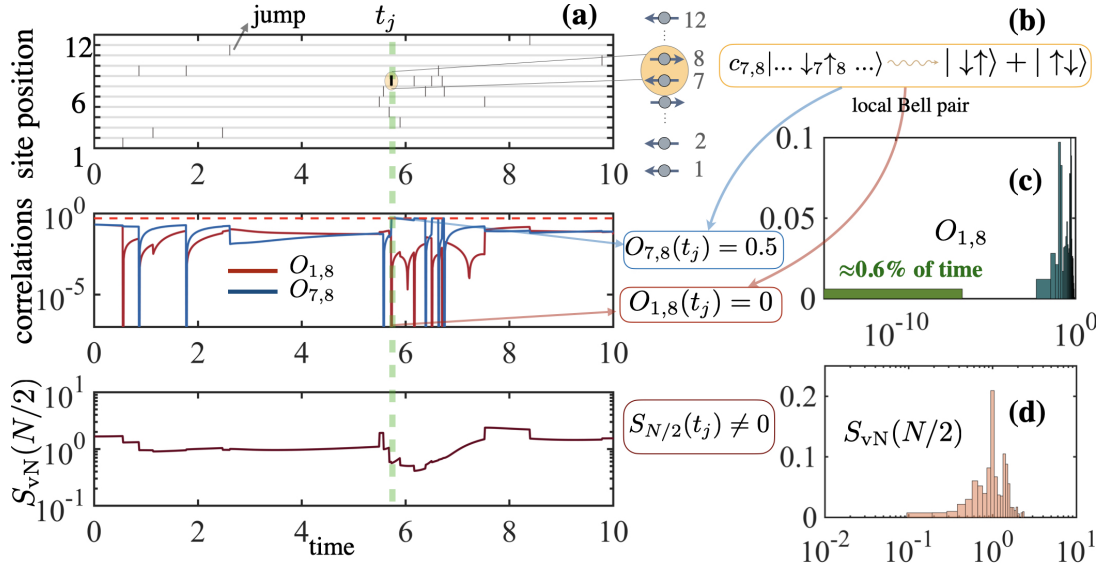 jump
t_j
(a)
site position
12
6
1
0 2 4 6 8 10
12
8
7
2
1
(b)
c_{7,8}|... ↓_7↑_8 ...⟩ | ↓↑⟩ + | ↑↓⟩
local Bell pair
correlations
10^0
10^{-5}
O_{1,8}
O_{7,8}
0 2 4 6 8 10
O_{7,8}(t_j) = 0.5
O_{1,8}(t_j) = 0
0.1
0.05
0
(c)
O_{1,8}
≈0.6% of time
10^{-10} 10^0
S_{vN}(N/2)
10^1
10^0
10^{-1}
0 2 4 6 8 10
time
S_{N/2}(t_j) ≠ 0
0.2
0.1
0
(d)
S_{vN}(N/2)
10^{-2} 10^0 10^1